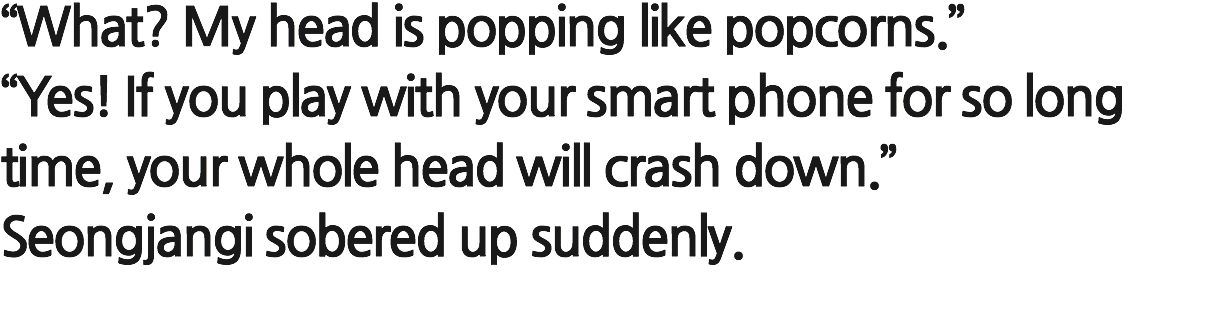 “What? My head is popping like popcorns.”
“Yes! If you play with your smart phone for so long
time, your whole head will crash down.”
Seongjangi sobered up suddenly.